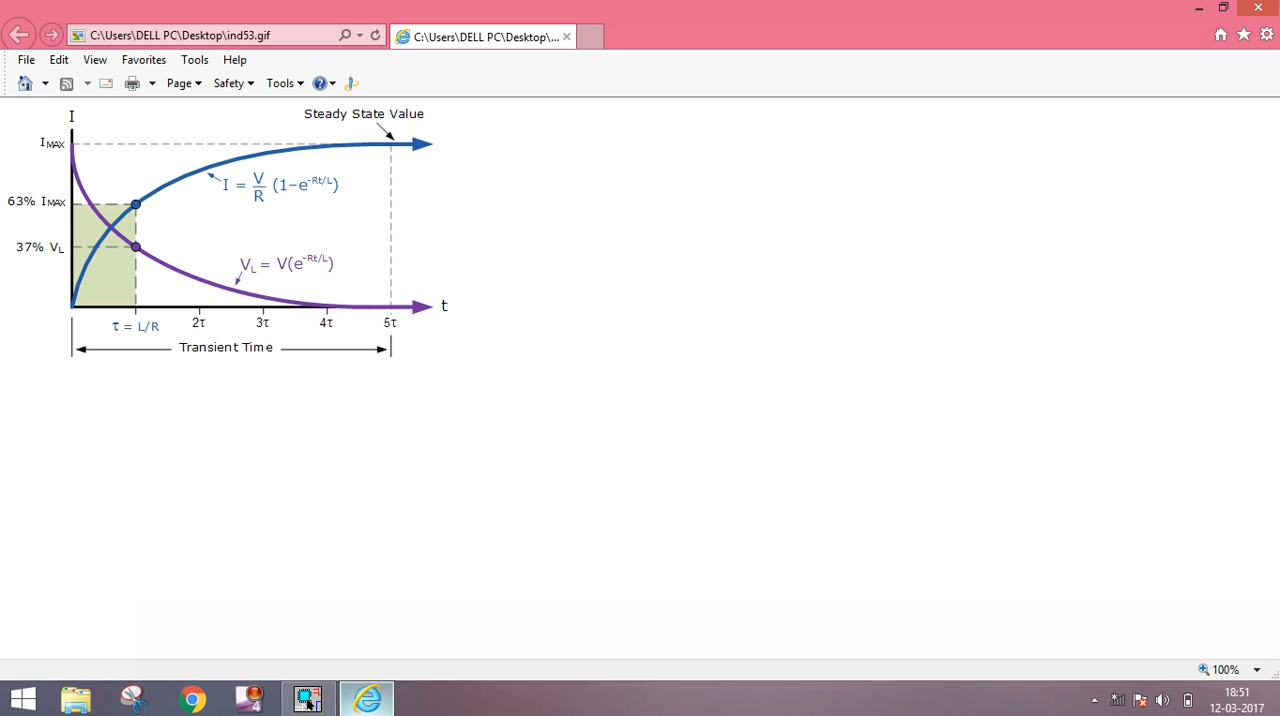 C:\Users\DELL PC\Desktop\ind53.gif
C:\Users\DELL PC\Desktop\...
File Edit View Favorites Tools Help
Page Safety Tools
I
Steady State Value
IMAX
I = V/R (1-e^-Rt/L)
63% IMAX
37% VL
VL = V(e^-Rt/L)
t
τ = L/R 2τ 3τ 4τ 5τ
Transient Time
100%
4
18:51
12-03-2017